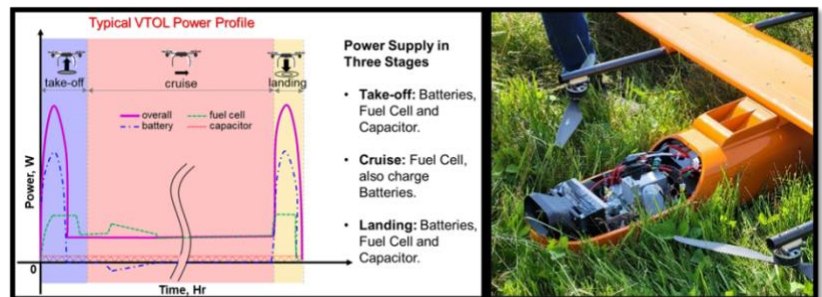 Typical VTOL Power Profile
take-off
cruise
landing
overall
fuel cell
battery
capacitor
Power, W
0
Time, Hr
Power Supply in
Three Stages
• Take-off: Batteries,
Fuel Cell and
Capacitor.
• Cruise: Fuel Cell,
also charge
Batteries.
• Landing: Batteries,
Fuel Cell and
Capacitor.